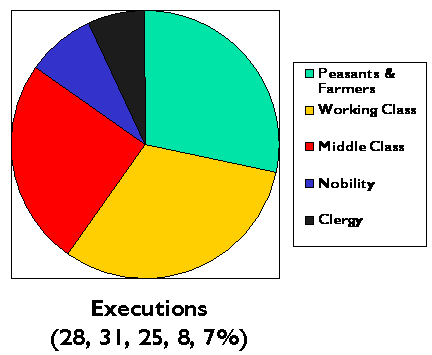 Peasants &
Farmers
Working Class
Middle Class
Nobility
Clergy
Executions
(28, 31, 25, 8, 7%)